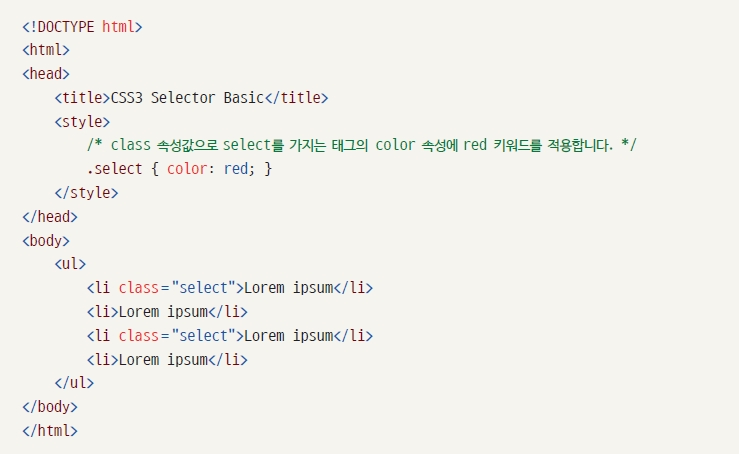 <!DOCTYPE html>
<html>
<head>
    <title>CSS3 Selector Basic</title>
    <style>
        /* class 속성값으로 select를 가지는 태그의 color 속성에 red 키워드를 적용합니다. */
        .select { color: red; }
    </style>
</head>
<body>
    <ul>
        <li class="select">Lorem ipsum</li>
        <li>Lorem ipsum</li>
        <li class="select">Lorem ipsum</li>
        <li>Lorem ipsum</li>
    </ul>
</body>
</html>